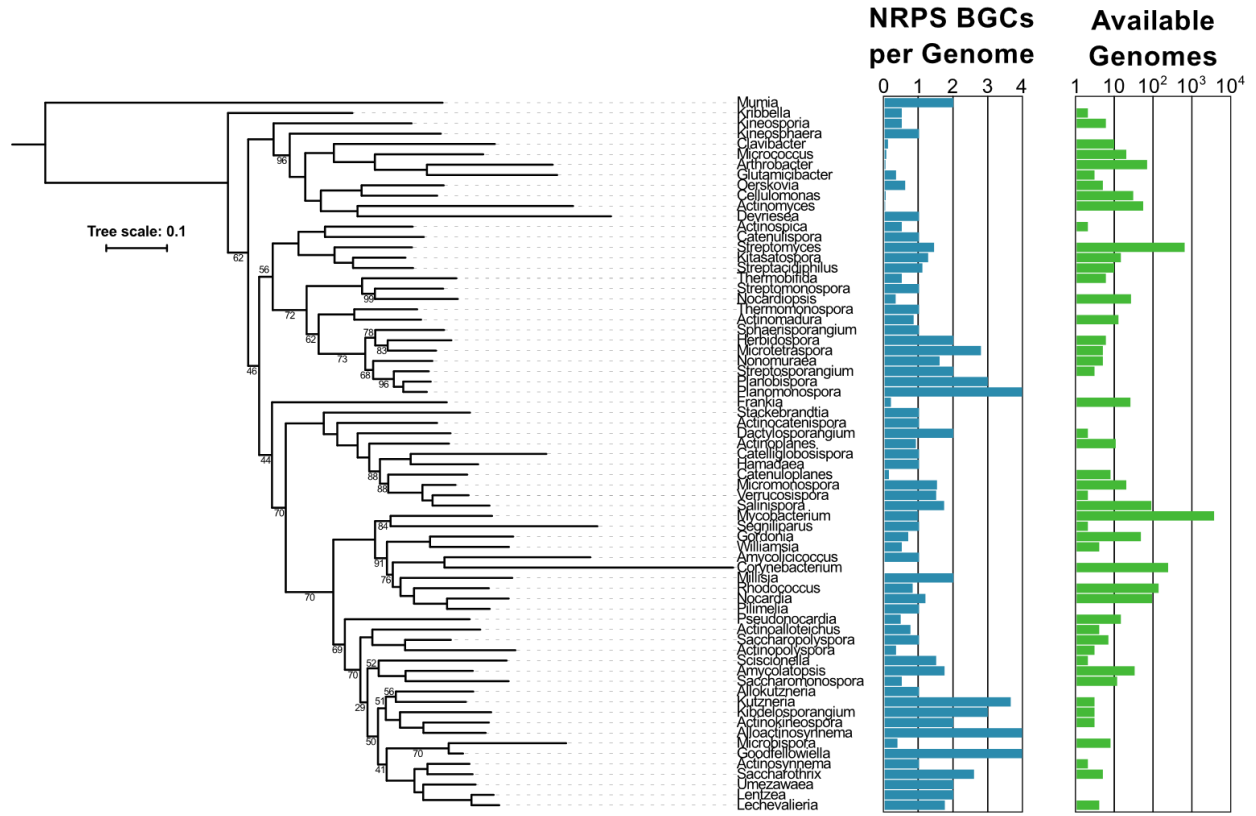 NRPS BGCs
per Genome
Available
Genomes
0 1 2 3 4
1 10 10² 10³ 10⁴
Mumia
Kribbella
Kineosporia
Kineosphaera
Clavibacter
96
Micrococcus
Arthrobacter
Glutamicibacter
Oerskovia
Cellulomonas
Actinomyces
Devriesea
Tree scale: 0.1
Actinospica
Catenulispora
Streptomyces
62
Kitasatospora
56
Streptacidiphilus
Thermobifida
Streptomonospora
99
Nocardiopsis
72
Thermomonospora
Actinomadura
78
Sphaerisporangium
62
Herbidospora
83
Microtetraspora
73
Nonomuraea
46
68
Streptosporangium
96
Planobispora
Planomonospora
Frankia
Stackebrandtia
Actinocatenispora
Dactylosporangium
Actinoplanes
44
Catelliglobosispora
Hamadaea
88
Catenuloplanes
88
Micromonospora
Verrucosispora
Salinispora
70
Mycobacterium
84
Segniliparus
Gordonia
Williamsia
91
Amycolicicoccus
Corynebacterium
76
Millisia
70
Rhodococcus
Nocardia
Pilimelia
Pseudonocardia
Actinoalloteichus
Saccharopolyspora
69
Actinopolyspora
52
Sciscionella
70
Amycolatopsis
Saccharomonospora
56
Allokutzneria
51
Kutzneria
29
Kibdelosporangium
Actinokineospora
Alloactinosynnema
50
Microbispora
70
Goodfellowiella
41
Actinosynnema
Saccharothrix
Umezawaea
Lentzea
Lechevalieria